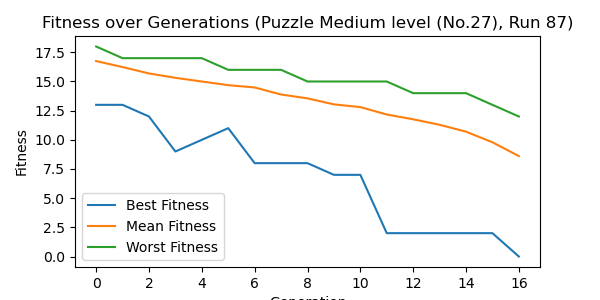 Fitness over Generations (Puzzle Medium level (No.27), Run 87)
17.5
15.0
12.5
10.0
7.5
5.0
2.5
0.0
Fitness
Best Fitness
Mean Fitness
Worst Fitness
0 2 4 6 8 10 12 14 16
Generation